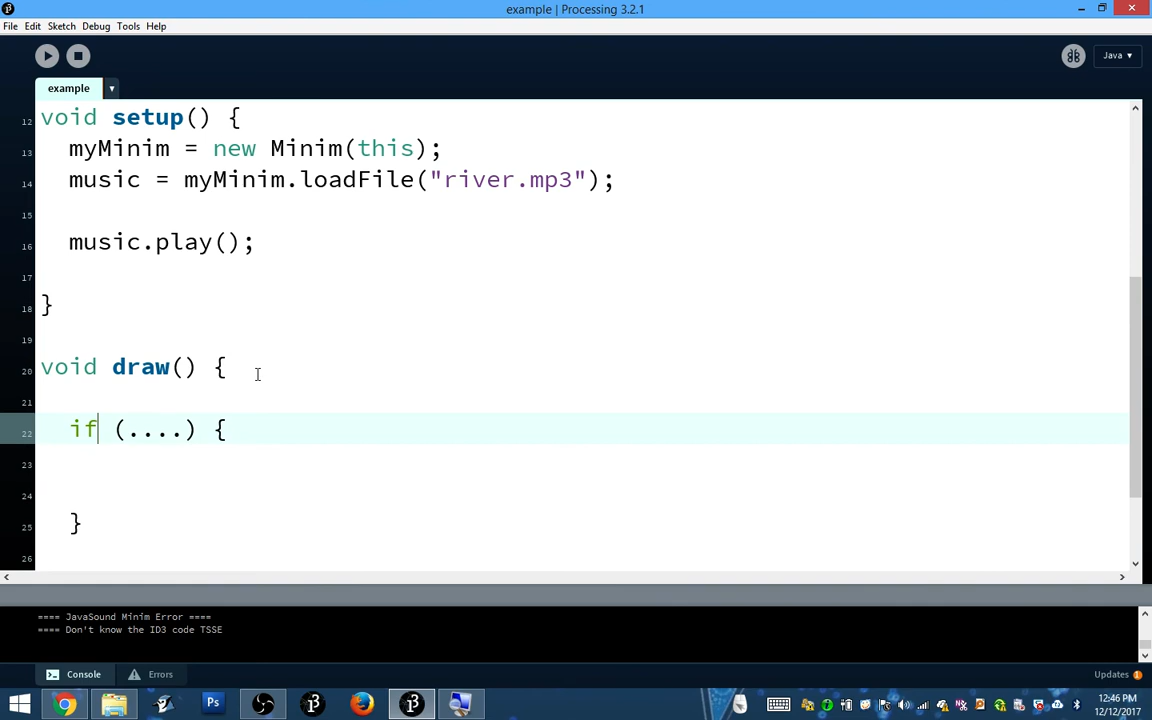 example | Processing 3.2.1
File Edit Sketch Debug Tools Help
Java ▾
example ▾
12 void setup() {
13 myMinim = new Minim(this);
14 music = myMinim.loadFile("river.mp3");
15
16 music.play();
17
18 }
19
20 void draw() {
21
22 if (....) {
23
24
25 }
26
==== JavaSound Minim Error ====
==== Don't know the ID3 code TSSE
Console Errors Updates 1
Ps 12:46 PM
12/12/2017